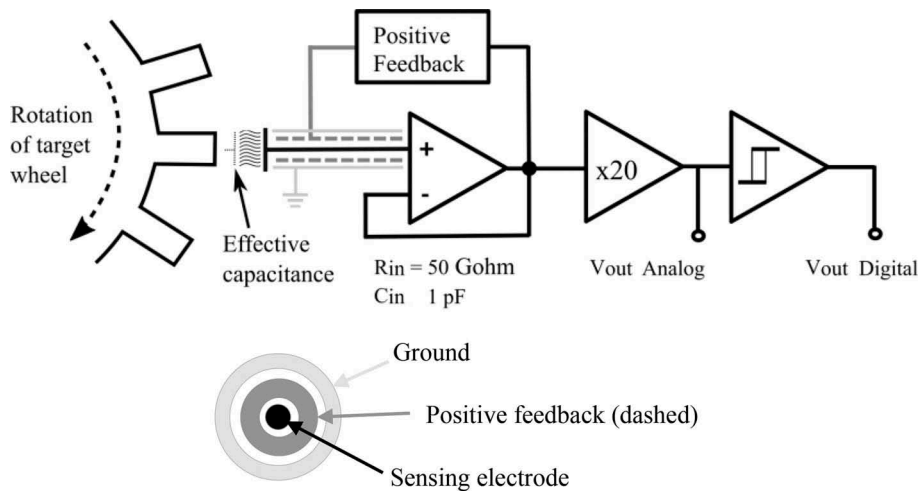 Positive
Feedback
Rotation
of target
wheel
+
-
x20
Effective
capacitance
Rin = 50 Gohm
Cin 1 pF
Vout Analog
Vout Digital
Ground
Positive feedback (dashed)
Sensing electrode